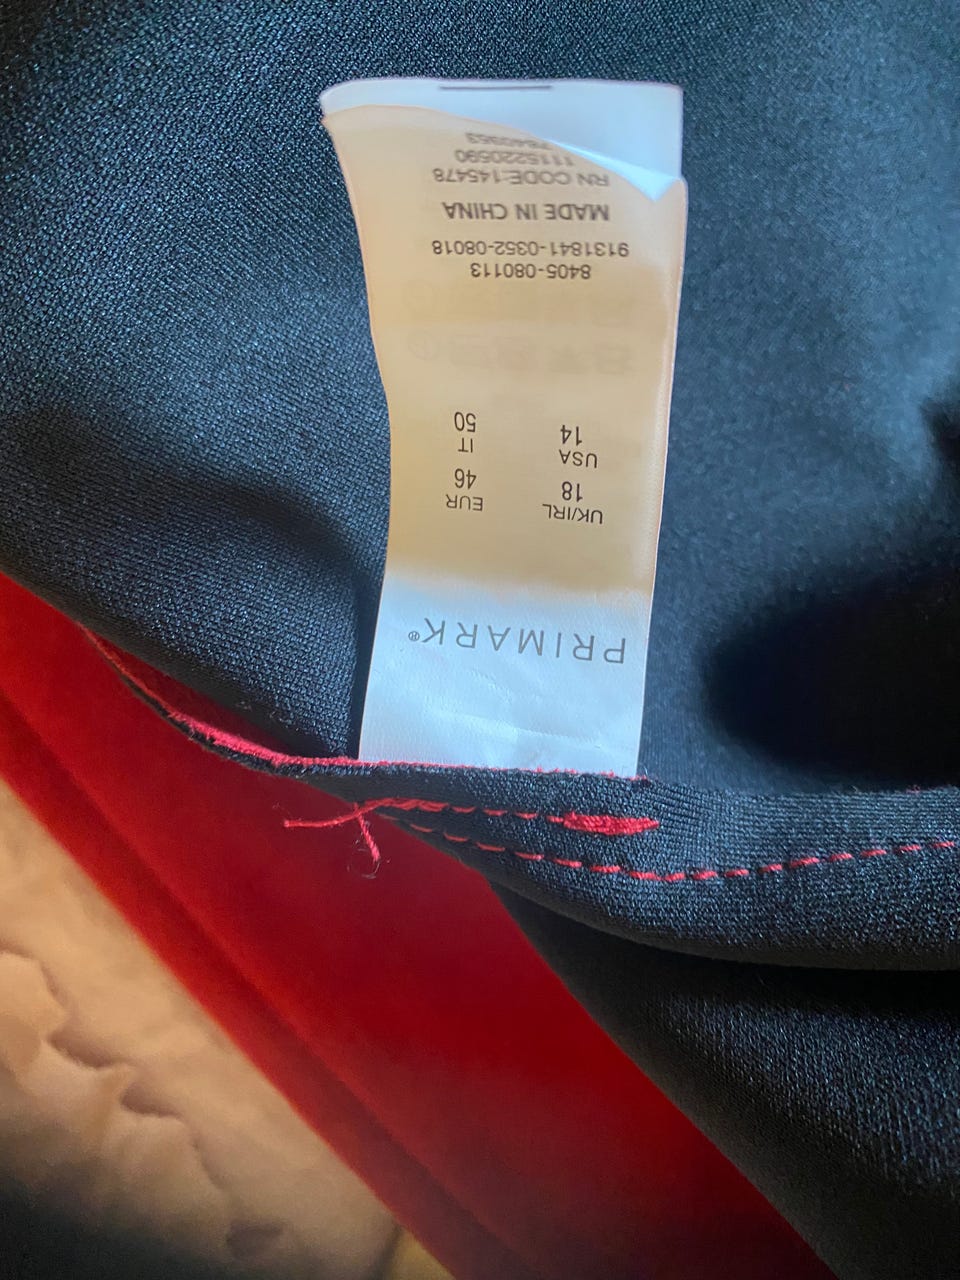 PRIMARK®
UK/IRL EUR
18 46
USA IT
14 50
8405-080113
9131841-0352-08018
MADE IN CHINA
RN CODE:145478
1115220590